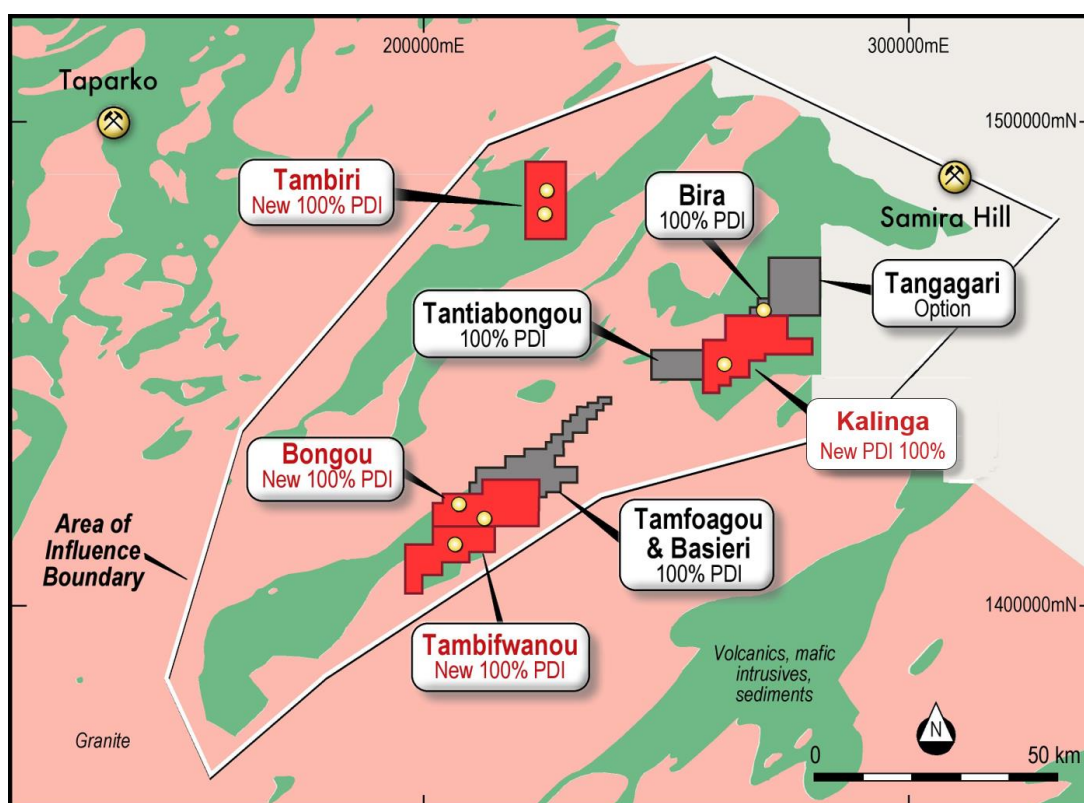 200000mE
300000mE
Taparko
1500000mN
Tambiri
New 100% PDI
Bira
100% PDI
Samira Hill
Tantiabongou
100% PDI
Tangagari
Option
Kalinga
New PDI 100%
Bongou
New 100% PDI
Area of
Influence
Boundary
Tamfoagou
& Basieri
100% PDI
1400000mN
Tambifwanou
New 100% PDI
Volcanics, mafic
intrusives,
sediments
Granite
N
0
50 km